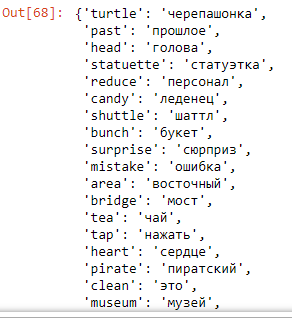 Out[68]: {'turtle': 'черепашонка',
'past': 'прошлое',
'head': 'голова',
'statuette': 'статуэтка',
'reduce': 'персонал',
'candy': 'леденец',
'shuttle': 'шаттл',
'bunch': 'букет',
'surprise': 'сюрприз',
'mistake': 'ошибка',
'area': 'восточный',
'bridge': 'мост',
'tea': 'чай',
'tap': 'нажать',
'heart': 'сердце',
'pirate': 'пиратский',
'clean': 'это',
'museum': 'музей',